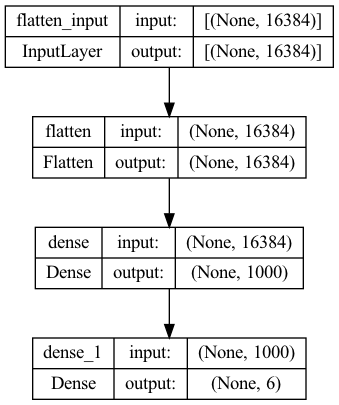 flatten_input input: [(None, 16384)]
InputLayer output: [(None, 16384)]
flatten input: (None, 16384)
Flatten output: (None, 16384)
dense input: (None, 16384)
Dense output: (None, 1000)
dense_1 input: (None, 1000)
Dense output: (None, 6)